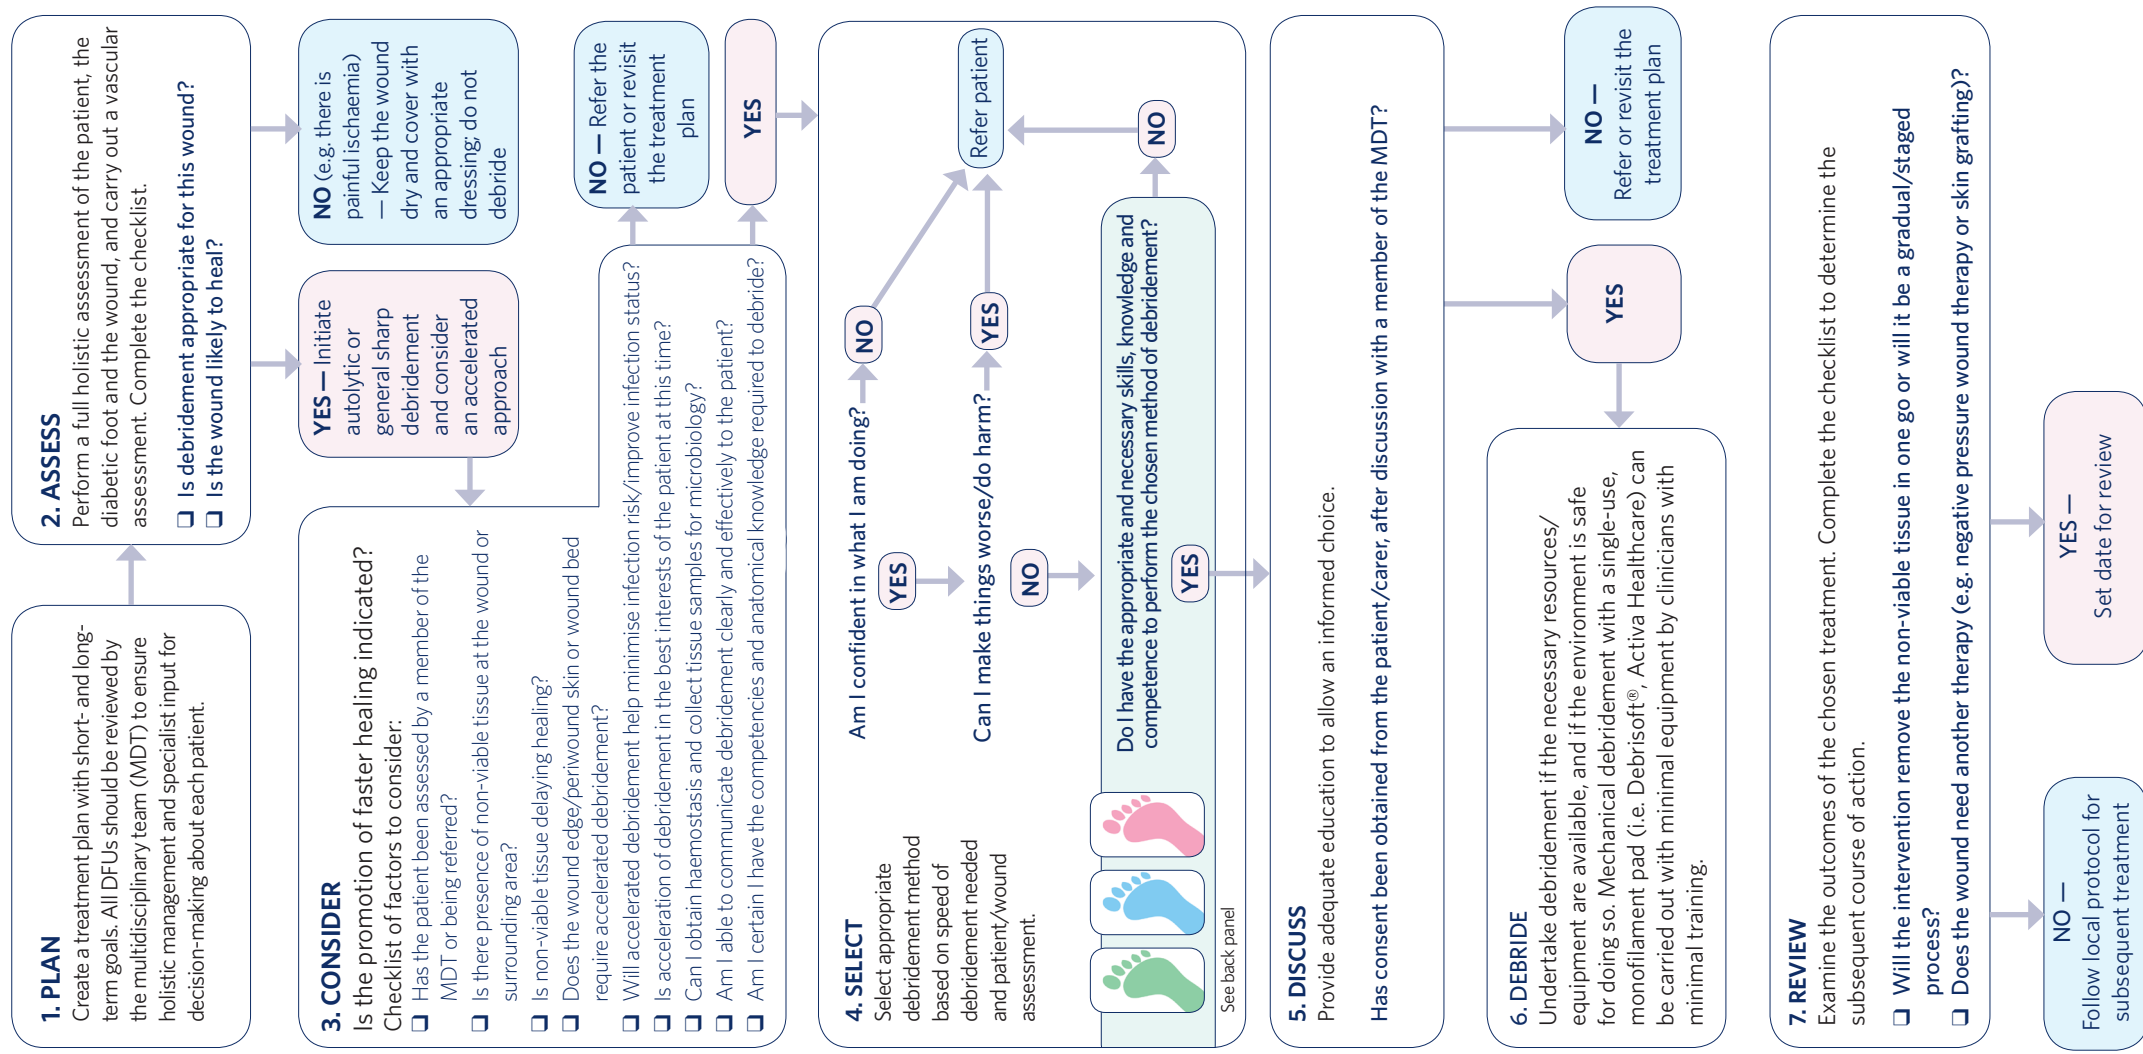 1. PLAN
Create a treatment plan with short- and long-
term goals. All DFUs should be reviewed by
the multidisciplinary team (MDT) to ensure
holistic management and specialist input for
decision-making about each patient.
2. ASSESS
Perform a full holistic assessment of the patient, the
diabetic foot and the wound, and carry out a vascular
assessment. Complete the checklist.
❑ Is debridement appropriate for this wound?
❑ Is the wound likely to heal?
YES — Initiate
autolytic or
general sharp
debridement
and consider
an accelerated
approach
NO (e.g. there is
painful ischaemia)
— Keep the wound
dry and cover with
an appropriate
dressing; do not
debride
3. CONSIDER
Is the promotion of faster healing indicated?
Checklist of factors to consider:
❑ Has the patient been assessed by a member of the
MDT or being referred?
❑ Is there presence of non-viable tissue at the wound or
surrounding area?
❑ Is non-viable tissue delaying healing?
❑ Does the wound edge/periwound skin or wound bed
require accelerated debridement?
❑ Will accelerated debridement help minimise infection risk/improve infection status?
❑ Is acceleration of debridement in the best interests of the patient at this time?
❑ Can I obtain haemostasis and collect tissue samples for microbiology?
❑ Am I able to communicate debridement clearly and effectively to the patient?
❑ Am I certain I have the competencies and anatomical knowledge required to debride?
NO — Refer the
patient or revisit
the treatment
plan
YES
4. SELECT
Select appropriate
debridement method
based on speed of
debridement needed
and patient/wound
assessment.
Am I confident in what I am doing?
NO
YES
Can I make things worse/do harm?
YES
Refer patient
NO
Do I have the appropriate and necessary skills, knowledge and
competence to perform the chosen method of debridement?
NO
YES
See back panel
5. DISCUSS
Provide adequate education to allow an informed choice.
Has consent been obtained from the patient/carer, after discussion with a member of the MDT?
YES
NO —
Refer or revisit the
treatment plan
6. DEBRIDE
Undertake debridement if the necessary resources/
equipment are available, and if the environment is safe
for doing so. Mechanical debridement with a single-use,
monofilament pad (i.e. Debrisoft®, Activa Healthcare) can
be carried out with minimal equipment by clinicians with
minimal training.
7. REVIEW
Examine the outcomes of the chosen treatment. Complete the checklist to determine the
subsequent course of action.
❑ Will the intervention remove the non-viable tissue in one go or will it be a gradual/staged
process?
❑ Does the wound need another therapy (e.g. negative pressure wound therapy or skin grafting)?
NO —
Follow local protocol for
subsequent treatment
YES —
Set date for review